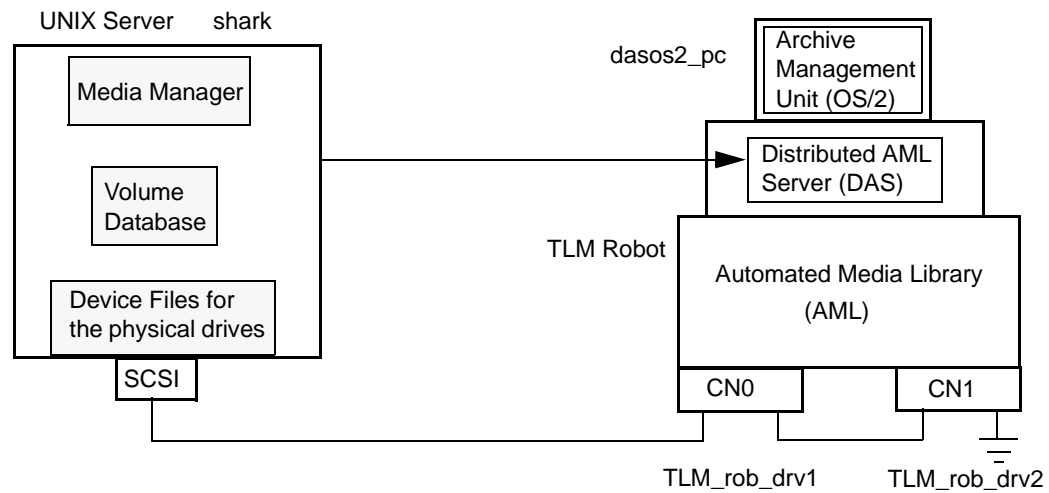 UNIX Server shark
Media Manager
Volume
Database
Device Files for
the physical drives
SCSI
dasos2_pc
Archive
Management
Unit (OS/2)
Distributed AML
Server (DAS)
TLM Robot
Automated Media Library
(AML)
CN0
CN1
TLM_rob_drv1
TLM_rob_drv2